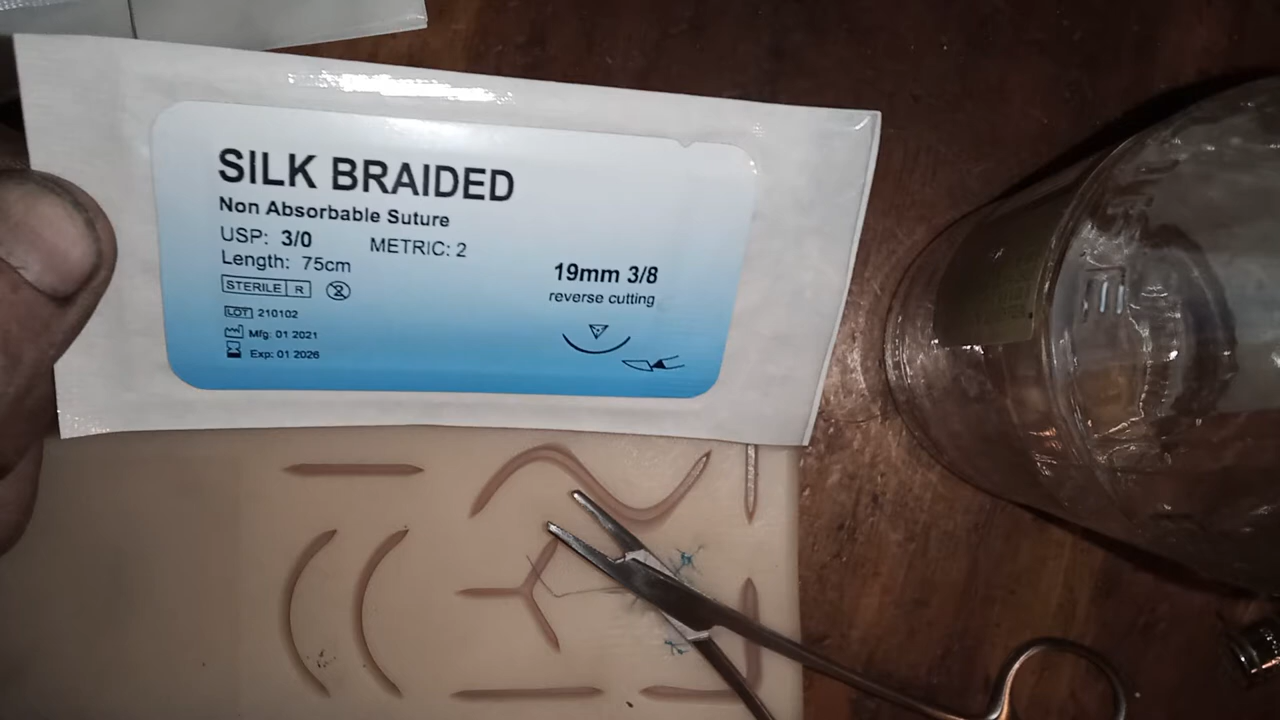 SILK BRAIDED
Non Absorbable Suture
USP: 3/0 METRIC: 2
Length: 75cm
STERILE R
2
LOT 210102
Mfg: 01 2021
Exp: 01 2026
19mm 3/8
reverse cutting